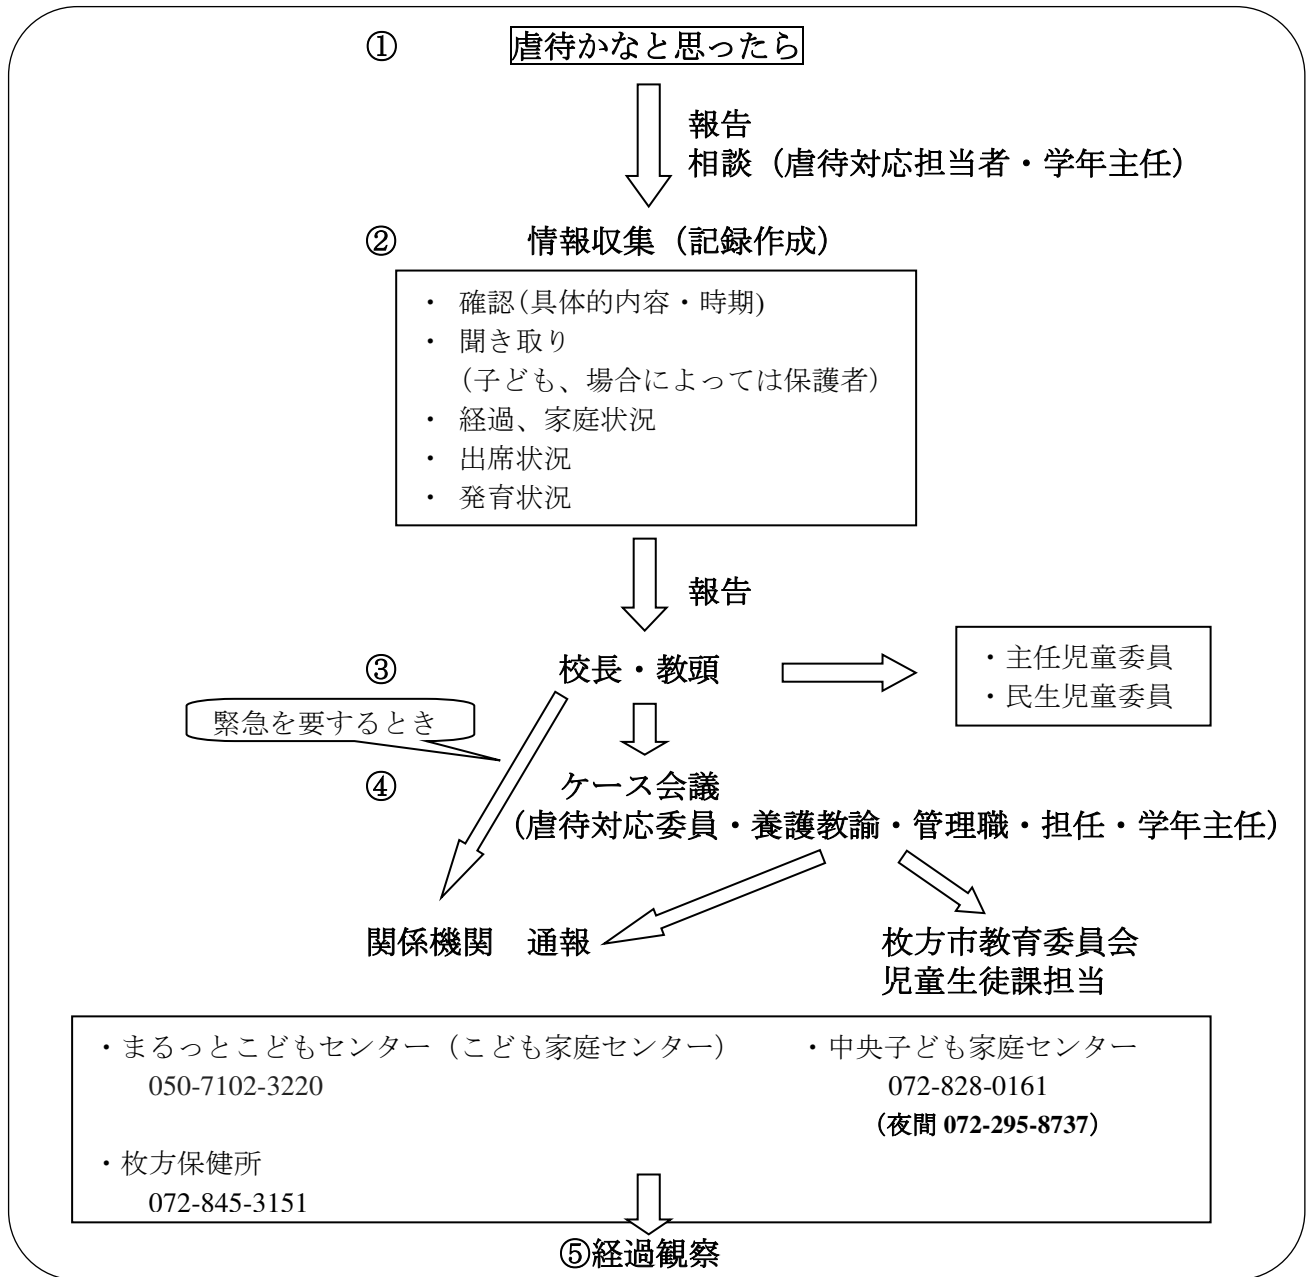 ① 虐待かなと思ったら
報告
相談（虐待対応担当者・学年主任）
② 情報収集（記録作成）
・ 確認(具体的内容・時期)
・ 聞き取り
（子ども、場合によっては保護者）
・ 経過、家庭状況
・ 出席状況
・ 発育状況
報告
③ 校長・教頭
・主任児童委員
・民生児童委員
緊急を要するとき
④ ケース会議
（虐待対応委員・養護教諭・管理職・担任・学年主任）
関係機関 通報
枚方市教育委員会
児童生徒課担当
・まるっとこどもセンター（こども家庭センター）
050-7102-3220
・中央子ども家庭センター
072-828-0161
（夜間 072-295-8737）
・枚方保健所
072-845-3151
⑤経過観察